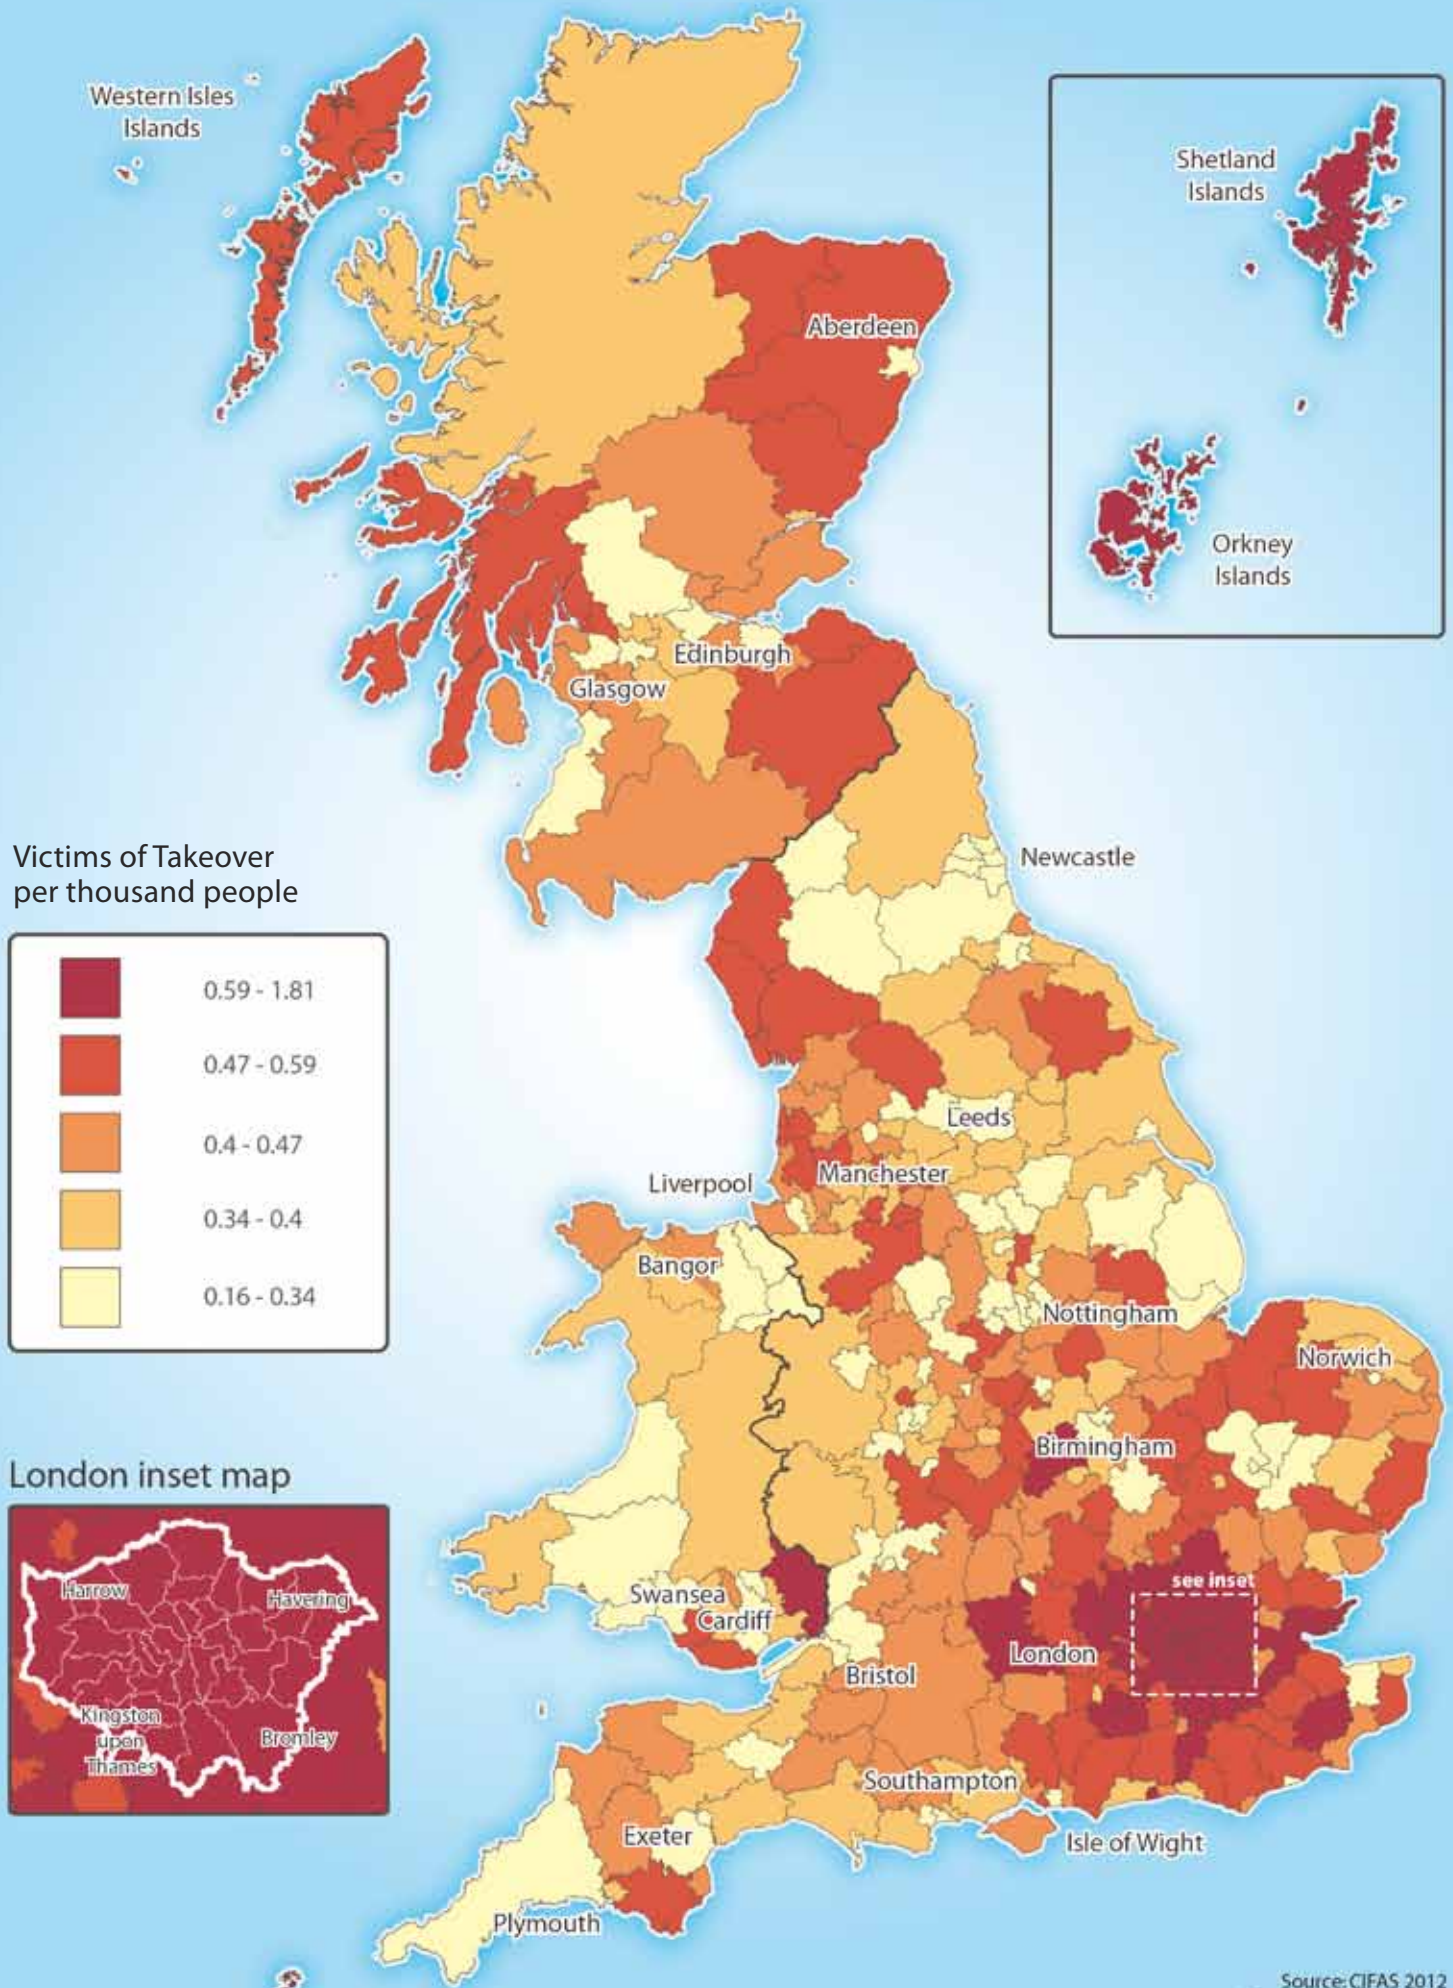 Western Isles
Islands
Shetland
Islands
Aberdeen
Orkney
Islands
Edinburgh
Glasgow
Victims of Takeover
per thousand people
Newcastle
0.59 - 1.81
0.47 - 0.59
0.4 - 0.47
0.34 - 0.4
0.16 - 0.34
Leeds
Manchester
Liverpool
Bangor
Nottingham
Norwich
Birmingham
London inset map
Harrow
Havering
Kingston
upon
Thames
Bromley
see inset
Swansea
Cardiff
London
Bristol
Southampton
Exeter
Isle of Wight
Plymouth
Source: CIFAS 2012